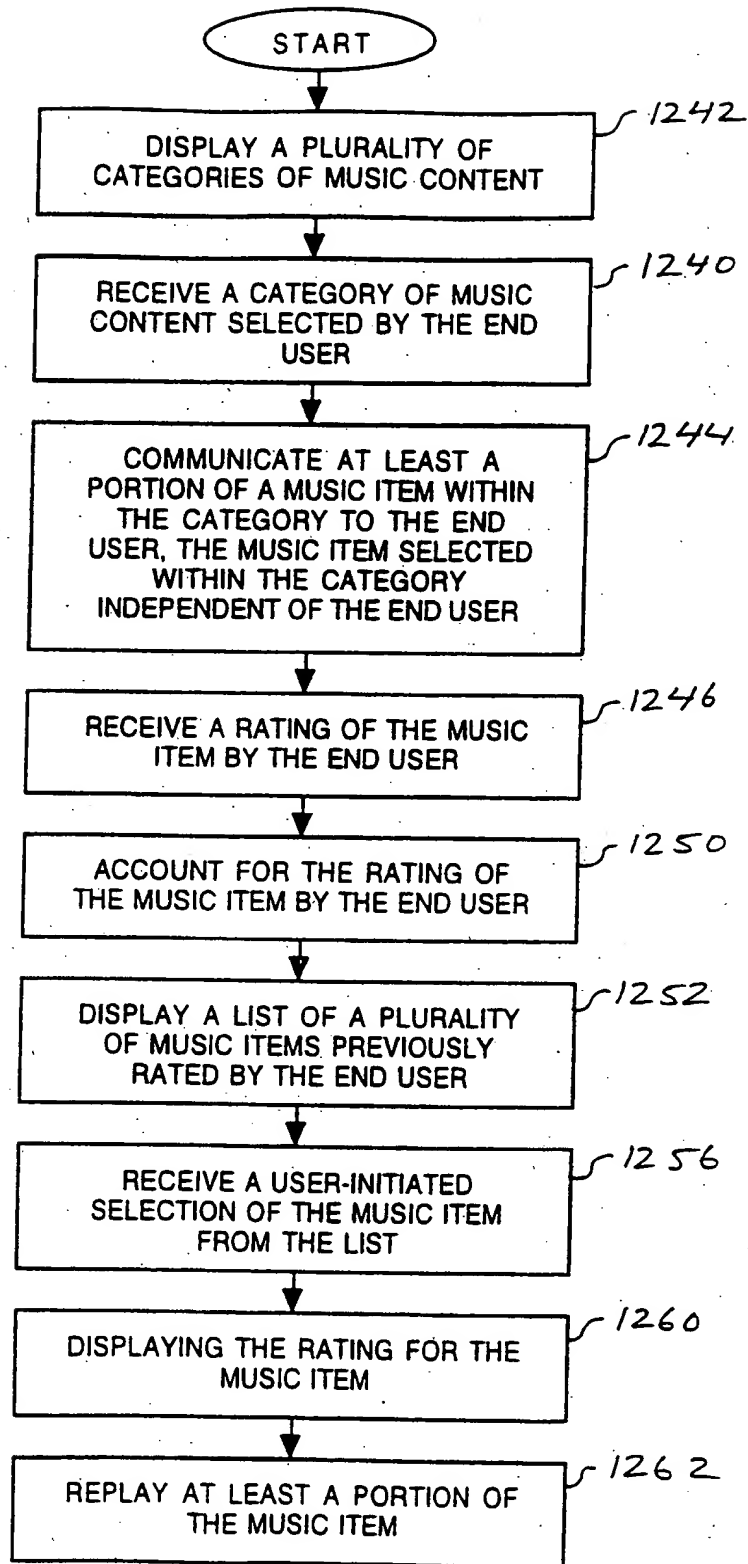 START
1242
DISPLAY A PLURALITY OF
CATEGORIES OF MUSIC CONTENT
1240
RECEIVE A CATEGORY OF MUSIC
CONTENT SELECTED BY THE END
USER
1244
COMMUNICATE AT LEAST A
PORTION OF A MUSIC ITEM WITHIN
THE CATEGORY TO THE END
USER, THE MUSIC ITEM SELECTED
WITHIN THE CATEGORY
INDEPENDENT OF THE END USER
1246
RECEIVE A RATING OF THE MUSIC
ITEM BY THE END USER
1250
ACCOUNT FOR THE RATING OF
THE MUSIC ITEM BY THE END USER
1252
DISPLAY A LIST OF A PLURALITY
OF MUSIC ITEMS PREVIOUSLY
RATED BY THE END USER
1256
RECEIVE A USER-INITIATED
SELECTION OF THE MUSIC ITEM
FROM THE LIST
1260
DISPLAYING THE RATING FOR THE
MUSIC ITEM
1262
REPLAY AT LEAST A PORTION OF
THE MUSIC ITEM